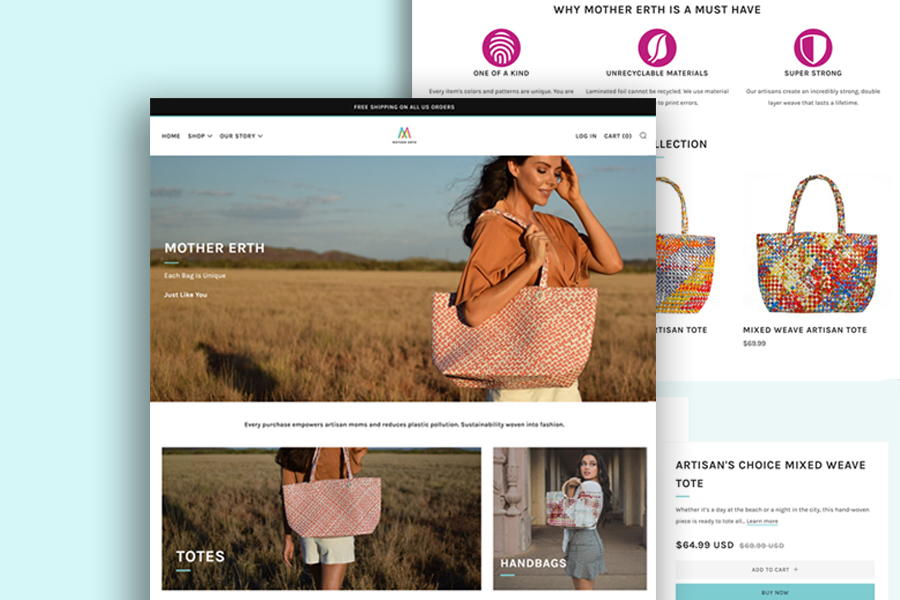 WHY MOTHER ERTH IS A MUST HAVE
ONE OF A KIND
UNRECYCLABLE MATERIALS
SUPER STRONG
Every item's colors and patterns are unique. You are
Laminated foil cannot be recycled. We use material
Our artisans create an incredibly strong, double
to print errors.
layer weave that lasts a lifetime.
FREE SHIPPING ON ALL US ORDERS
HOME SHOP OUR STORY
MOTHER ERTH
LOG IN CART (0)
LLECTION
MOTHER ERTH
Each Bag is Unique
Just Like You
RTISAN TOTE
MIXED WEAVE ARTISAN TOTE
$69.99
Every purchase empowers artisan moms and reduces plastic pollution. Sustainability woven into fashion.
TOTES
HANDBAGS
ARTISAN'S CHOICE MIXED WEAVE
TOTE
Whether it's a day at the beach or a night in the city, this hand-woven
piece is ready to tote all... Learn more
$64.99 USD $69.99 USD
ADD TO CART +
BUY NOW